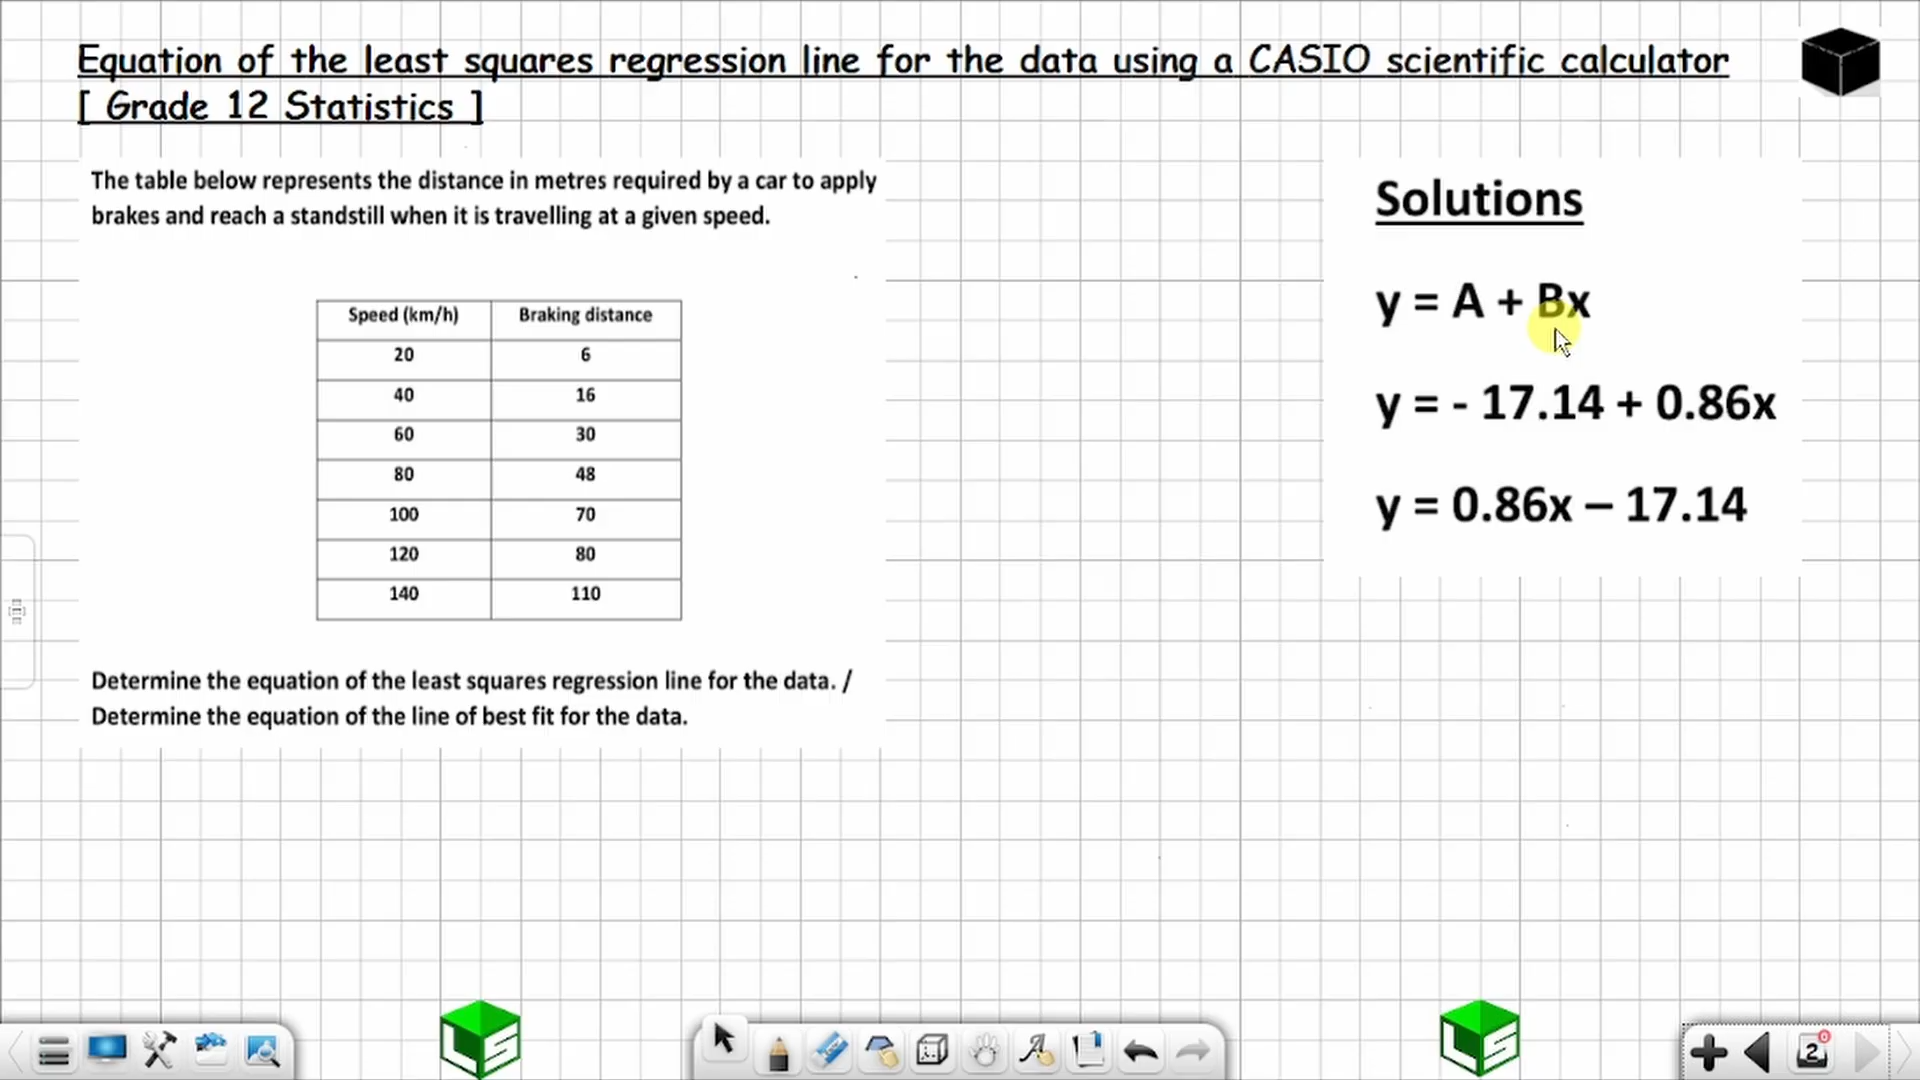 Equation of the least squares regression line for the data using a CASIO scientific calculator
[ Grade 12 Statistics ]
The table below represents the distance in metres required by a car to apply
brakes and reach a standstill when it is travelling at a given speed.
Speed (km/h) Braking distance
20 6
40 16
60 30
80 48
100 70
120 80
140 110
Determine the equation of the least squares regression line for the data. /
Determine the equation of the line of best fit for the data.
Solutions
y = A + Bx
y = - 17.14 + 0.86x
y = 0.86x – 17.14
LS
LS
2
0